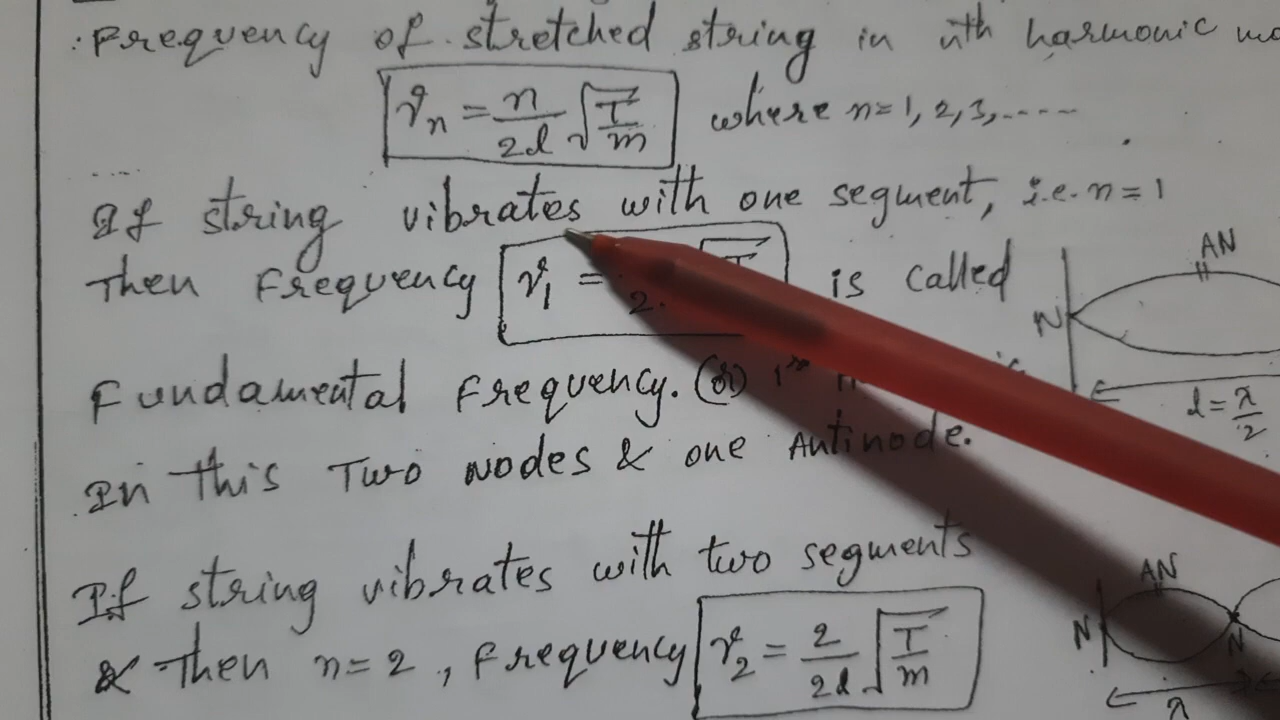 :Frequency of stretched string in nth harmonic
νn = n/2l √T/m where n=1, 2, 3, -----
If string vibrates with one segment, i.e. n=1
Then Frequency ν1 = is called
Fundamental Frequency. (or) 1st
In this Two Nodes & one Antinode.
AN
N
l = λ/2
If string vibrates with two segments
& then n=2, Frequency ν2 = 2/2l √T/m
AN
N N
λ